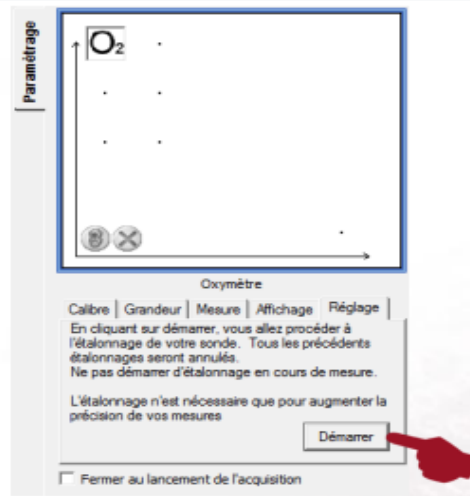 Paramétrage
O₂
Oxymètre
Calibre Grandeur Mesure Affichage Réglage
En cliquant sur démarrer, vous allez procéder à
l'étalonnage de votre sonde. Tous les précédents
étalonnages seront annulés.
Ne pas démarrer d'étalonnage en cours de mesure.
L'étalonnage n'est nécessaire que pour augmenter la
précision de vos mesures
Démarrer
Fermer au lancement de l'acquisition